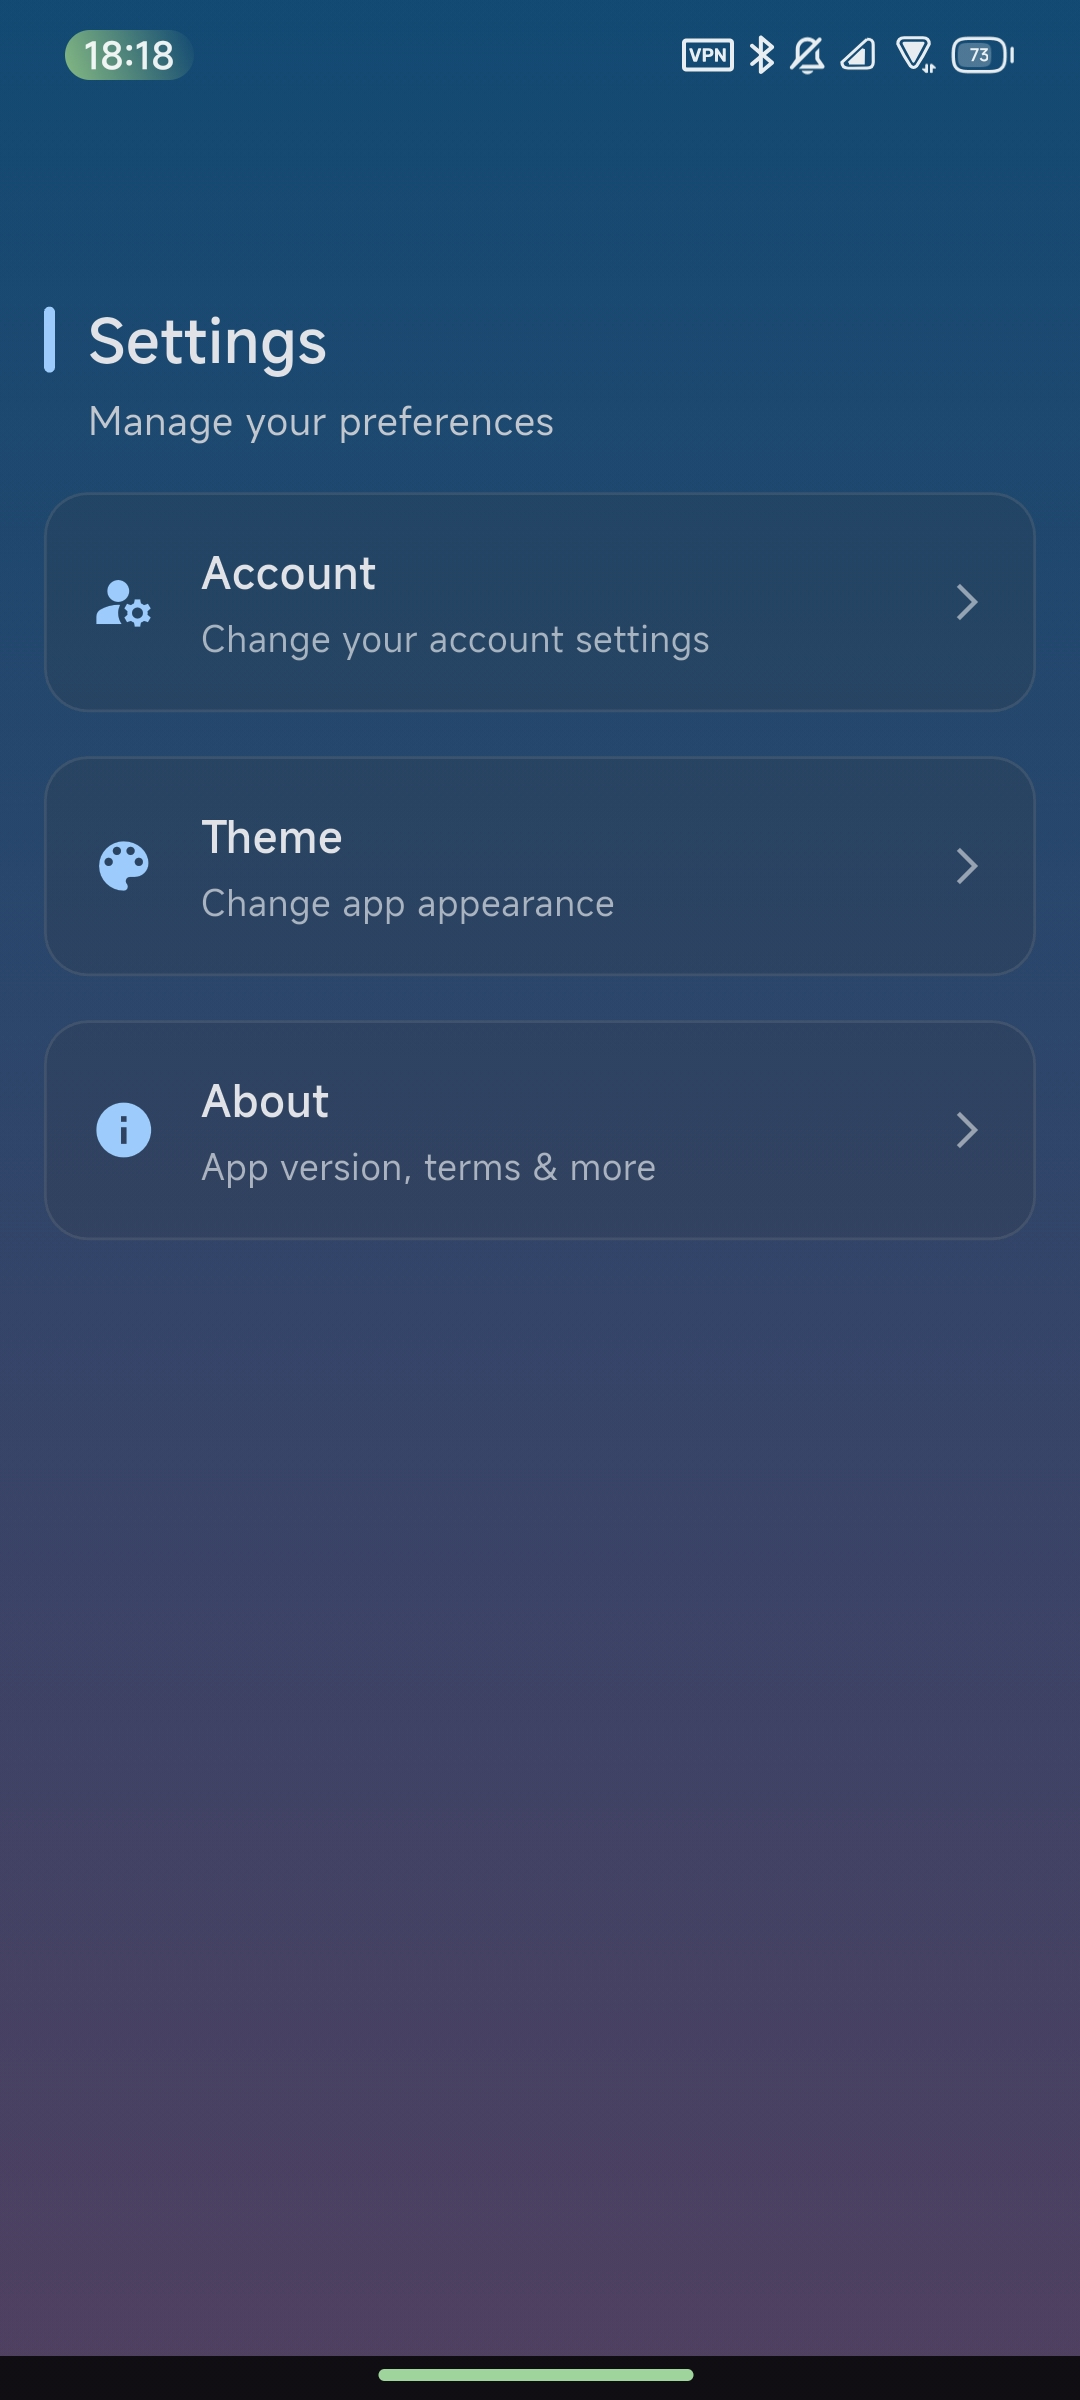 18:18
VPN
73
Settings
Manage your preferences
Account
Change your account settings
Theme
Change app appearance
About
App version, terms & more